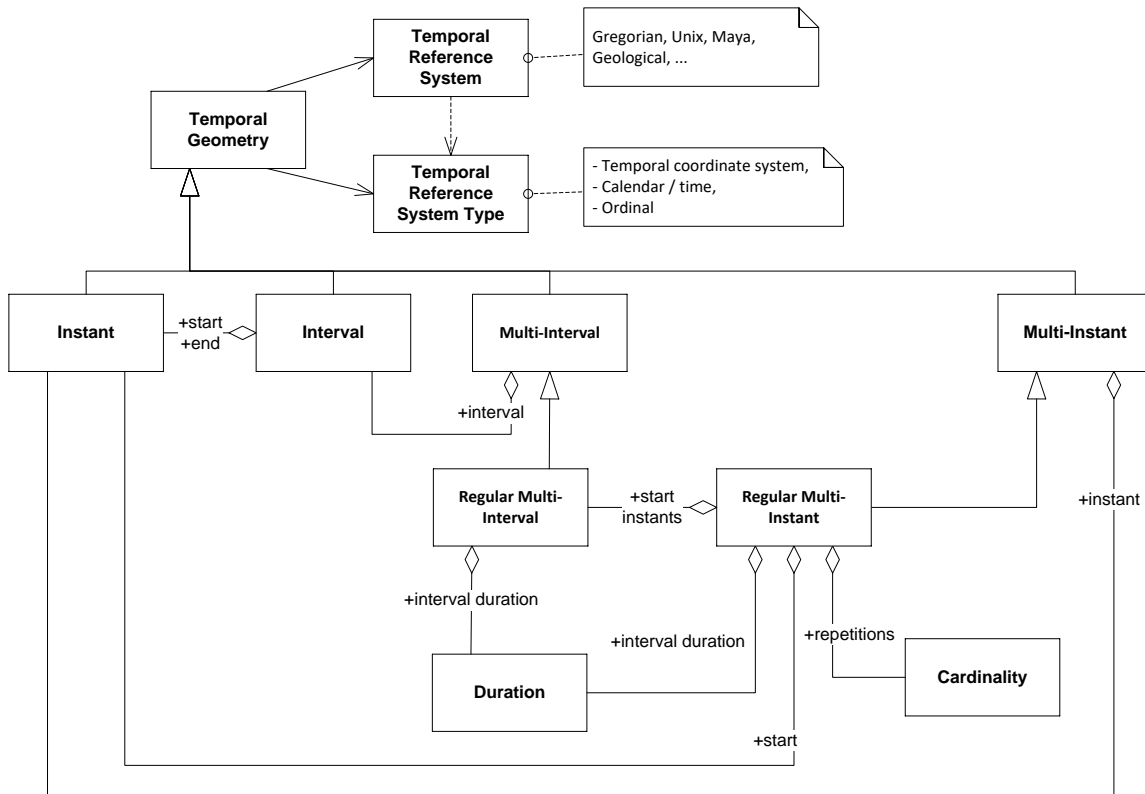 Temporal
Reference
System
Gregorian, Unix, Maya,
Geological, ...
Temporal
Geometry
Temporal
Reference
System Type
- Temporal coordinate system,
- Calendar / time,
- Ordinal
Instant
+start
+end
Interval
Multi-Interval
Multi-Instant
+interval
Regular Multi-
Interval
+start
instants
Regular Multi-
Instant
+instant
+interval duration
+interval duration
+repetitions
Duration
Cardinality
+start